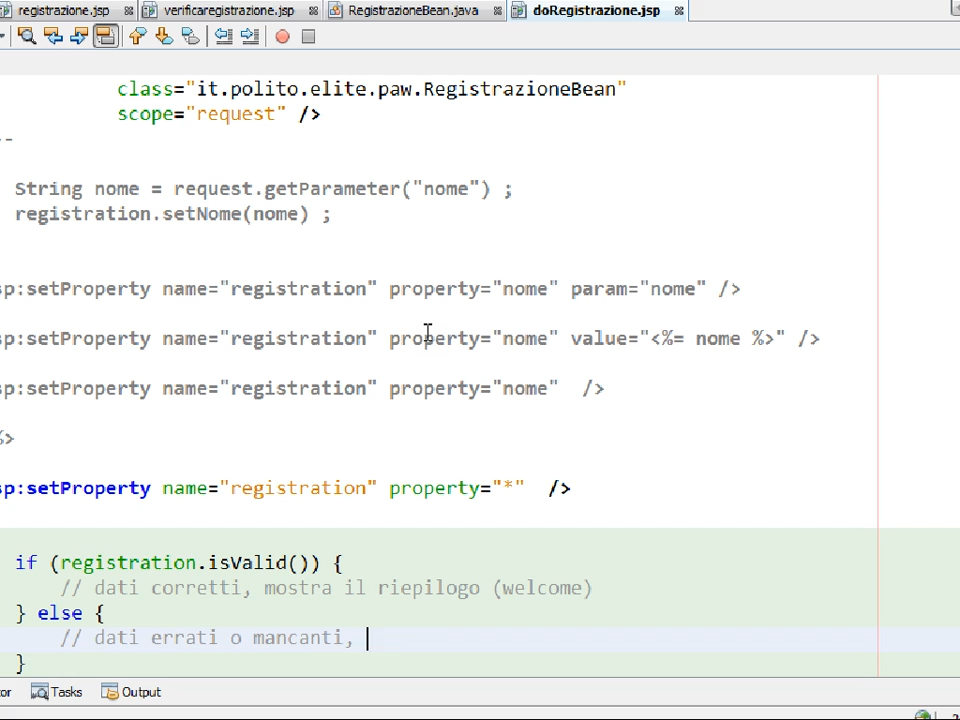 registrazione.jsp verificaregistrazione.jsp RegistrazioneBean.java doRegistrazione.jsp
class="it.polito.elite.paw.RegistrazioneBean"
scope="request" />
--
String nome = request.getParameter("nome") ;
registration.setNome(nome) ;
sp:setProperty name="registration" property="nome" param="nome" />
sp:setProperty name="registration" property="nome" value="<%= nome %>" />
sp:setProperty name="registration" property="nome" />
%>
sp:setProperty name="registration" property="*" />
if (registration.isValid()) {
// dati corretti, mostra il riepilogo (welcome)
} else {
// dati errati o mancanti,
}
or Tasks Output